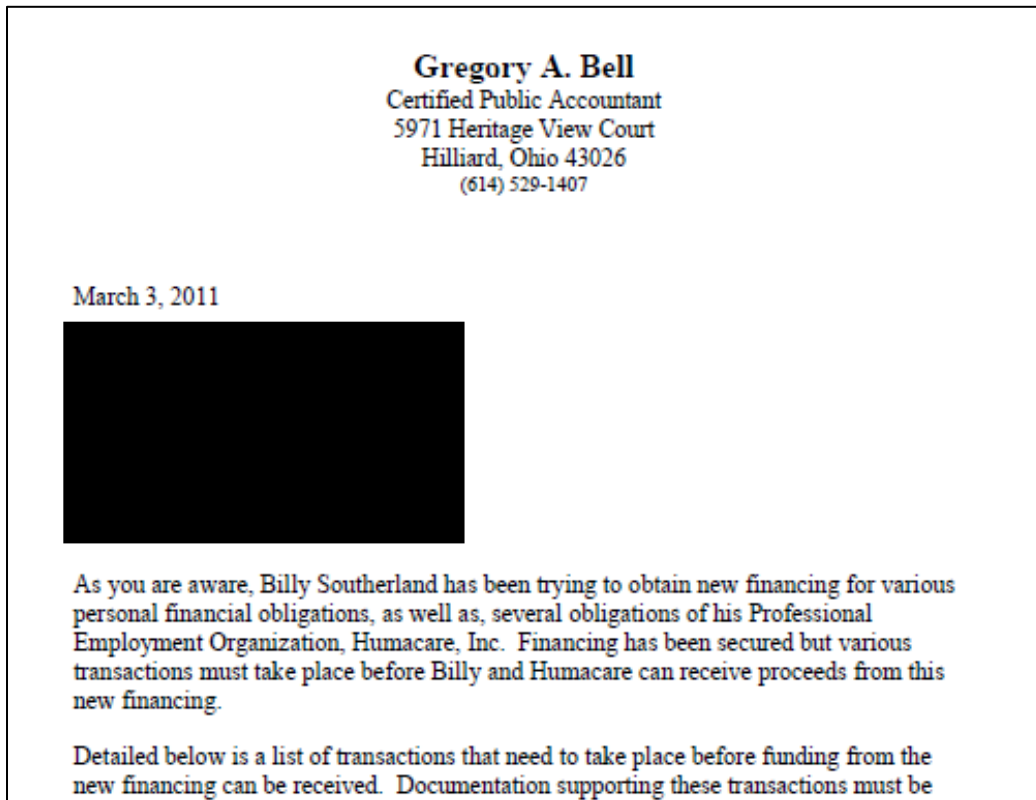 Gregory A. Bell
Certified Public Accountant
5971 Heritage View Court
Hilliard, Ohio 43026
(614) 529-1407
March 3, 2011
As you are aware, Billy Southerland has been trying to obtain new financing for various
personal financial obligations, as well as, several obligations of his Professional
Employment Organization, Humacare, Inc.  Financing has been secured but various
transactions must take place before Billy and Humacare can receive proceeds from this
new financing.
Detailed below is a list of transactions that need to take place before funding from the
new financing can be received.  Documentation supporting these transactions must be